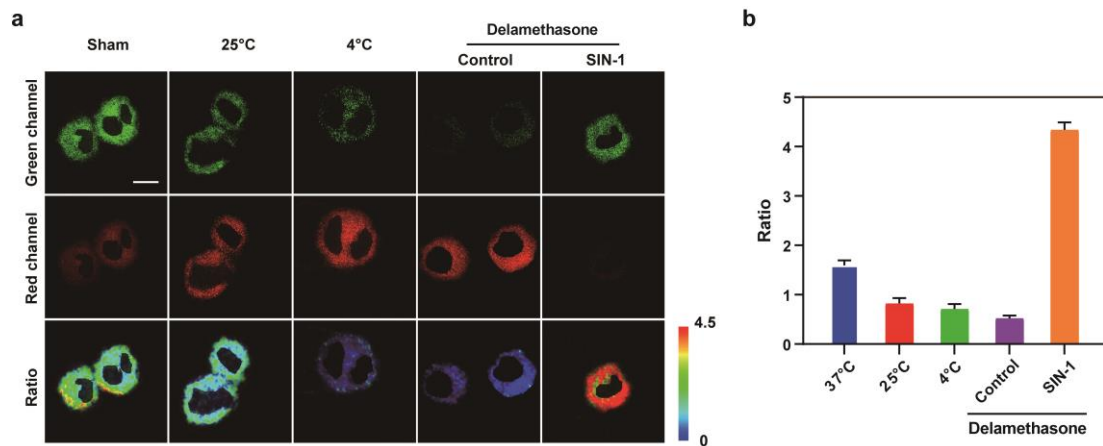 a
Delamethasone
Sham 25°C 4°C Control SIN-1
Green channel
Red channel
Ratio
4.5
0
b
5
4
3
2
1
0
Ratio
37°C 25°C 4°C Control SIN-1
Delamethasone